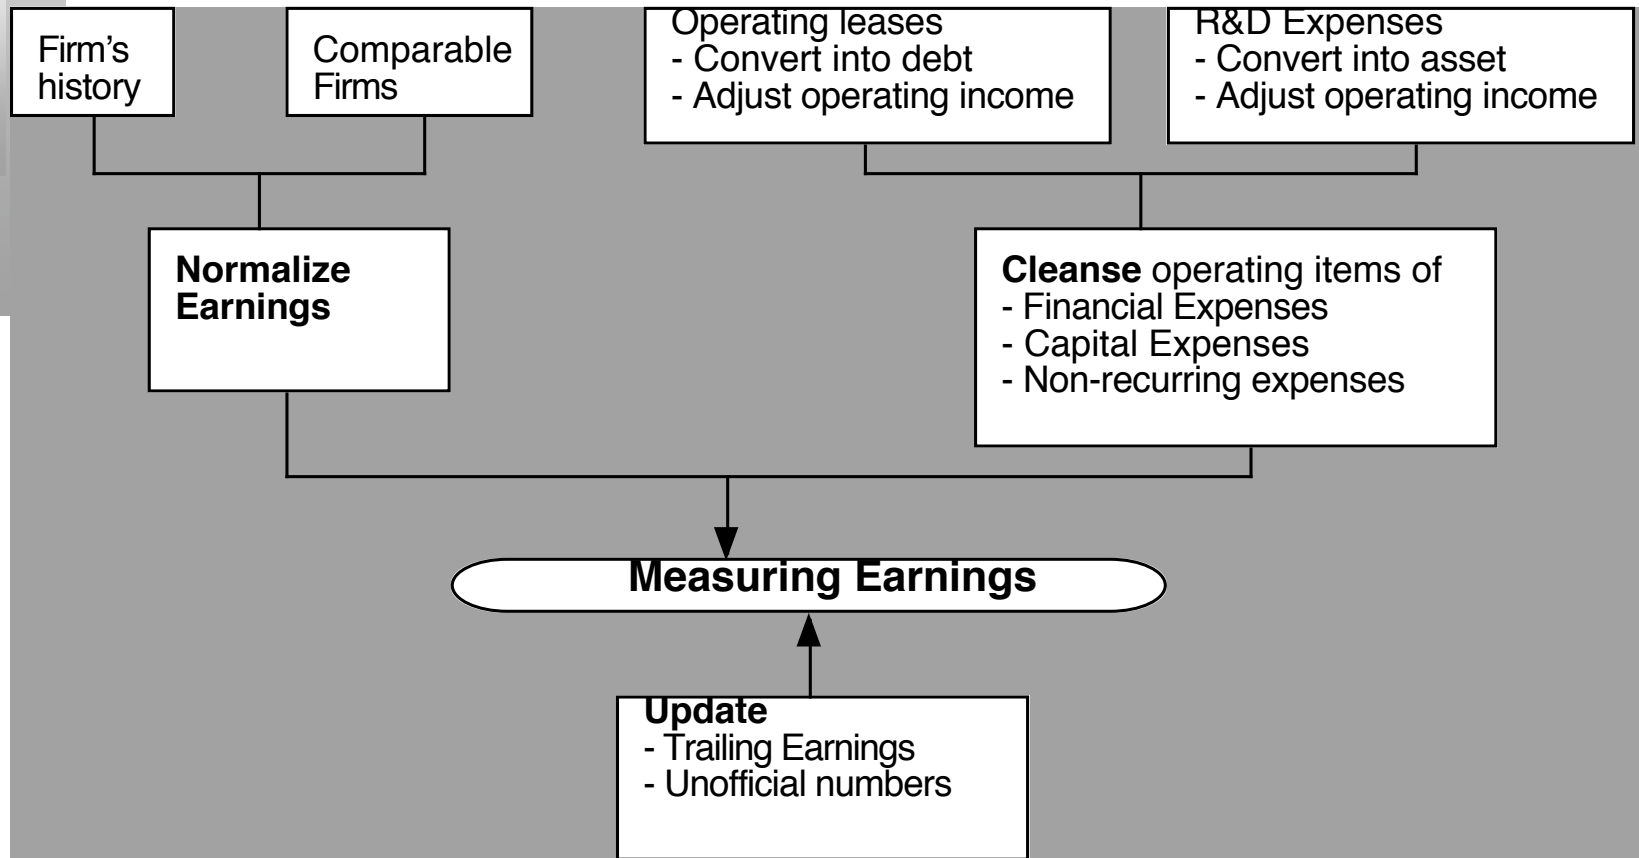 Firm's
history
Comparable
Firms
Operating leases
- Convert into debt
- Adjust operating income
R&D Expenses
- Convert into asset
- Adjust operating income
Normalize
Earnings
Cleanse operating items of
- Financial Expenses
- Capital Expenses
- Non-recurring expenses
Measuring Earnings
Update
- Trailing Earnings
- Unofficial numbers